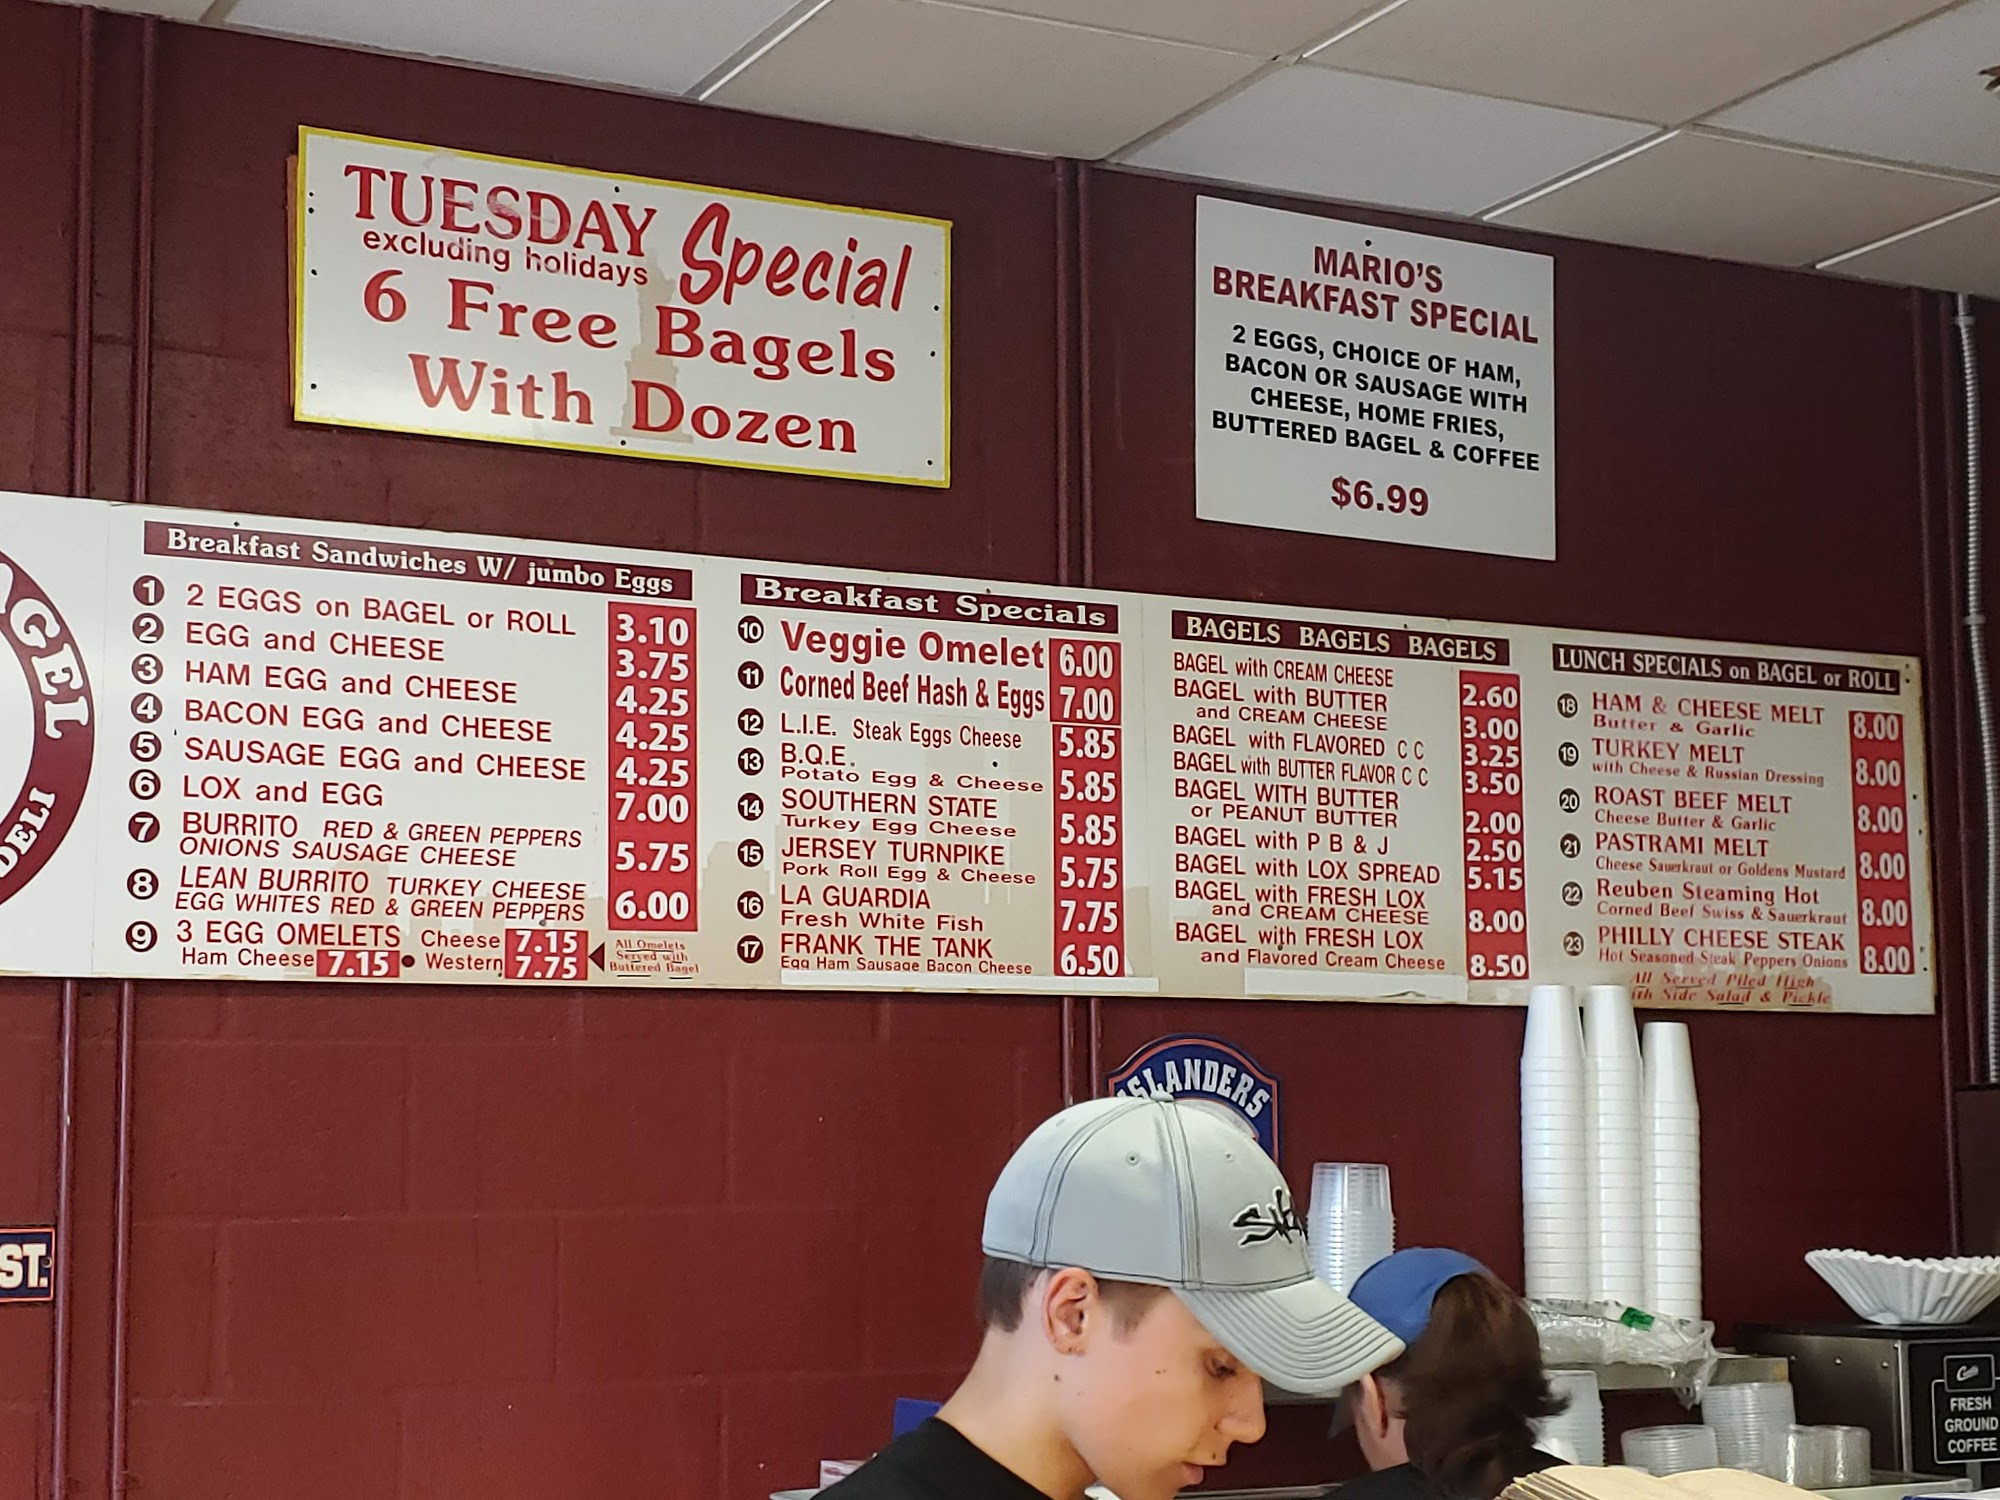 TUESDAY Special
excluding holidays
6 Free Bagels
With Dozen
MARIO'S
BREAKFAST SPECIAL
2 EGGS, CHOICE OF HAM,
BACON OR SAUSAGE WITH
CHEESE, HOME FRIES,
BUTTERED BAGEL & COFFEE
$6.99
AGEL
DELI
Breakfast Sandwiches W/ jumbo Eggs
1 2 EGGS on BAGEL or ROLL 3.10
2 EGG and CHEESE 3.75
3 HAM EGG and CHEESE 4.25
4 BACON EGG and CHEESE 4.25
5 SAUSAGE EGG and CHEESE 4.25
6 LOX and EGG 7.00
7 BURRITO RED & GREEN PEPPERS
ONIONS SAUSAGE CHEESE 5.75
8 LEAN BURRITO TURKEY CHEESE
EGG WHITES RED & GREEN PEPPERS 6.00
9 3 EGG OMELETS Cheese 7.15
Ham Cheese 7.15 • Western 7.75
All Omelets
Served with
Buttered Bagel
Breakfast Specials
10 Veggie Omelet 6.00
11 Corned Beef Hash & Eggs 7.00
12 L.I.E. Steak Eggs Cheese 5.85
13 B.Q.E.
Potato Egg & Cheese 5.85
14 SOUTHERN STATE
Turkey Egg Cheese 5.85
15 JERSEY TURNPIKE
Pork Roll Egg & Cheese 5.75
16 LA GUARDIA
Fresh White Fish 7.75
17 FRANK THE TANK
Egg Ham Sausage Bacon Cheese 6.50
BAGELS BAGELS BAGELS
BAGEL with CREAM CHEESE 2.60
BAGEL with BUTTER
and CREAM CHEESE 3.00
BAGEL with FLAVORED C C 3.25
BAGEL with BUTTER FLAVOR C C 3.50
BAGEL WITH BUTTER
or PEANUT BUTTER 2.00
BAGEL with P B & J 2.50
BAGEL with LOX SPREAD 5.15
BAGEL with FRESH LOX
and CREAM CHEESE 8.00
BAGEL with FRESH LOX
and Flavored Cream Cheese 8.50
LUNCH SPECIALS on BAGEL or ROLL
18 HAM & CHEESE MELT 8.00
Butter & Garlic
19 TURKEY MELT
with Cheese & Russian Dressing 8.00
20 ROAST BEEF MELT
Cheese Butter & Garlic 8.00
21 PASTRAMI MELT
Cheese Sauerkraut or Goldens Mustard 8.00
22 Reuben Steaming Hot
Corned Beef Swiss & Sauerkraut 8.00
23 PHILLY CHEESE STEAK
Hot Seasoned Steak Peppers Onions 8.00
All Served Piled High
ith Side Salad & Pickle
ISLANDERS
ST.
FRESH
GROUND
COFFEE